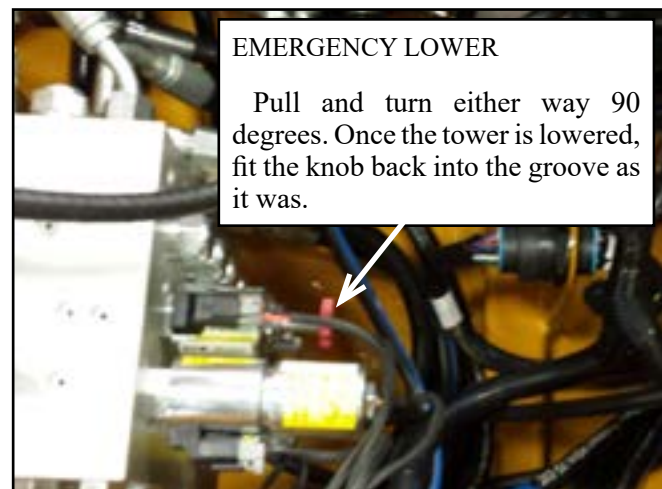 EMERGENCY LOWER
Pull and turn either way 90
degrees. Once the tower is lowered,
fit the knob back into the groove as
it was.